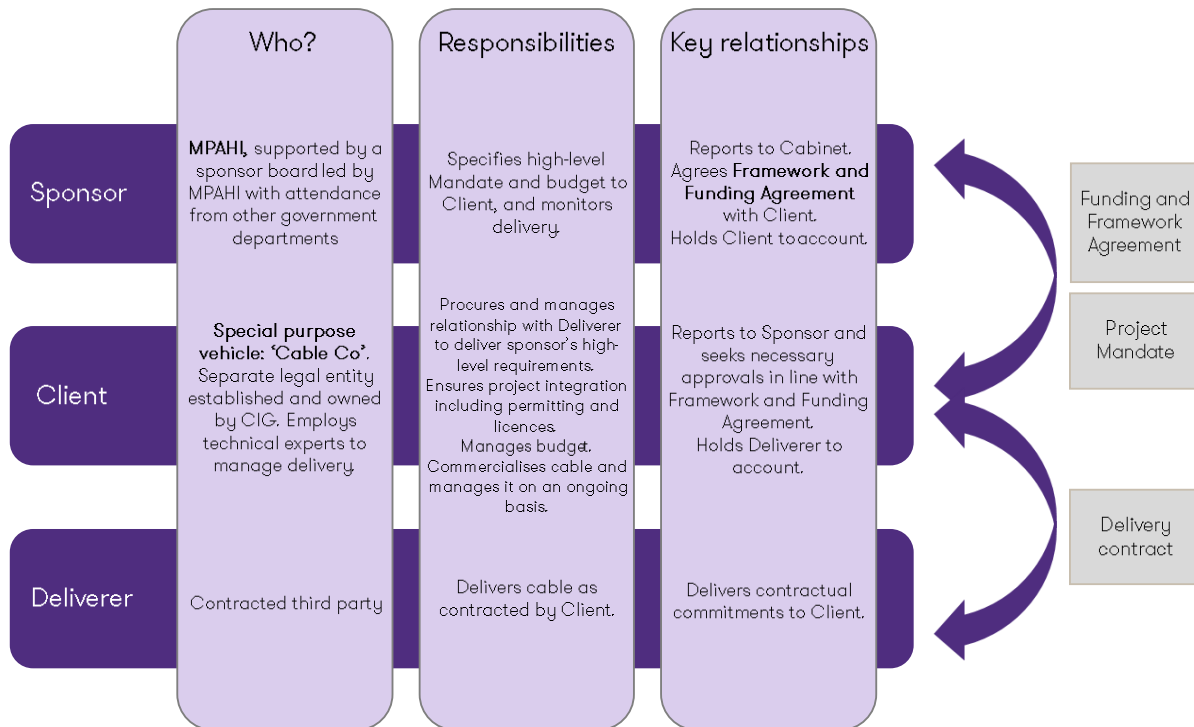 Who?
Responsibilities
Key relationships
Sponsor
MPAHI, supported by a
sponsor board led by
MPAHI with attendance
from other government
departments
Specifies high-level
Mandate and budget to
Client, and monitors
delivery.
Reports to Cabinet.
Agrees Framework and
Funding Agreement
with Client.
Holds Client to account.
Client
Special purpose
vehicle: ‘Cable Co’.
Separate legal entity
established and owned
by CIG. Employs
technical experts to
manage delivery.
Procures and manages
relationship with Deliverer
to deliver sponsor’s high-
level requirements.
Ensures project integration
including permitting and
licences.
Manages budget.
Commercialises cable and
manages it on an ongoing
basis.
Reports to Sponsor and
seeks necessary
approvals in line with
Framework and Funding
Agreement.
Holds Deliverer to
account.
Deliverer
Contracted third party
Delivers cable as
contracted by Client.
Delivers contractual
commitments to Client.
Funding and
Framework
Agreement
Project
Mandate
Delivery
contract